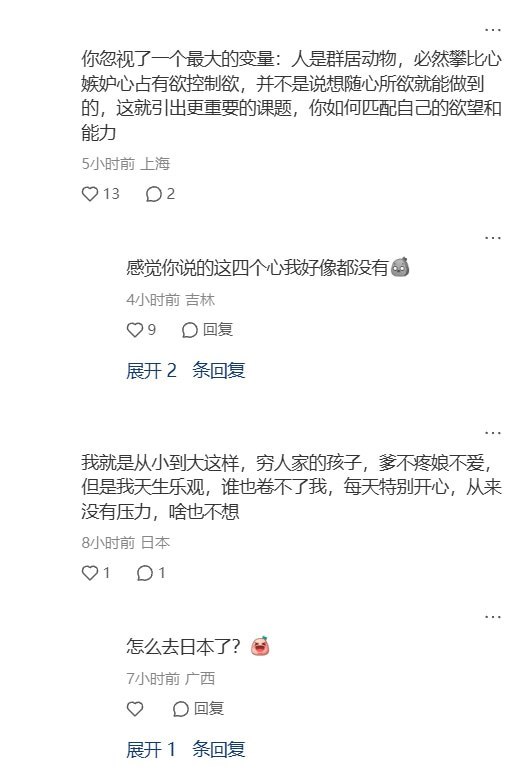 你忽视了一个最大的变量：人是群居动物，必然攀比心
嫉妒心占有欲控制欲，并不是说想随心所欲就能做到
的，这就引出更重要的课题，你如何匹配自己的欲望和
能力
5小时前 上海
13 2
感觉你说的这四个心我好像都没有
4小时前 吉林
9 回复
展开 2 条回复
我就是从小到大这样，穷人家的孩子，爹不疼娘不爱，
但是我天生乐观，谁也卷不了我，每天特别开心，从来
没有压力，啥也不想
8小时前 日本
1 1
怎么去日本了？
7小时前 广西
回复
展开 1 条回复